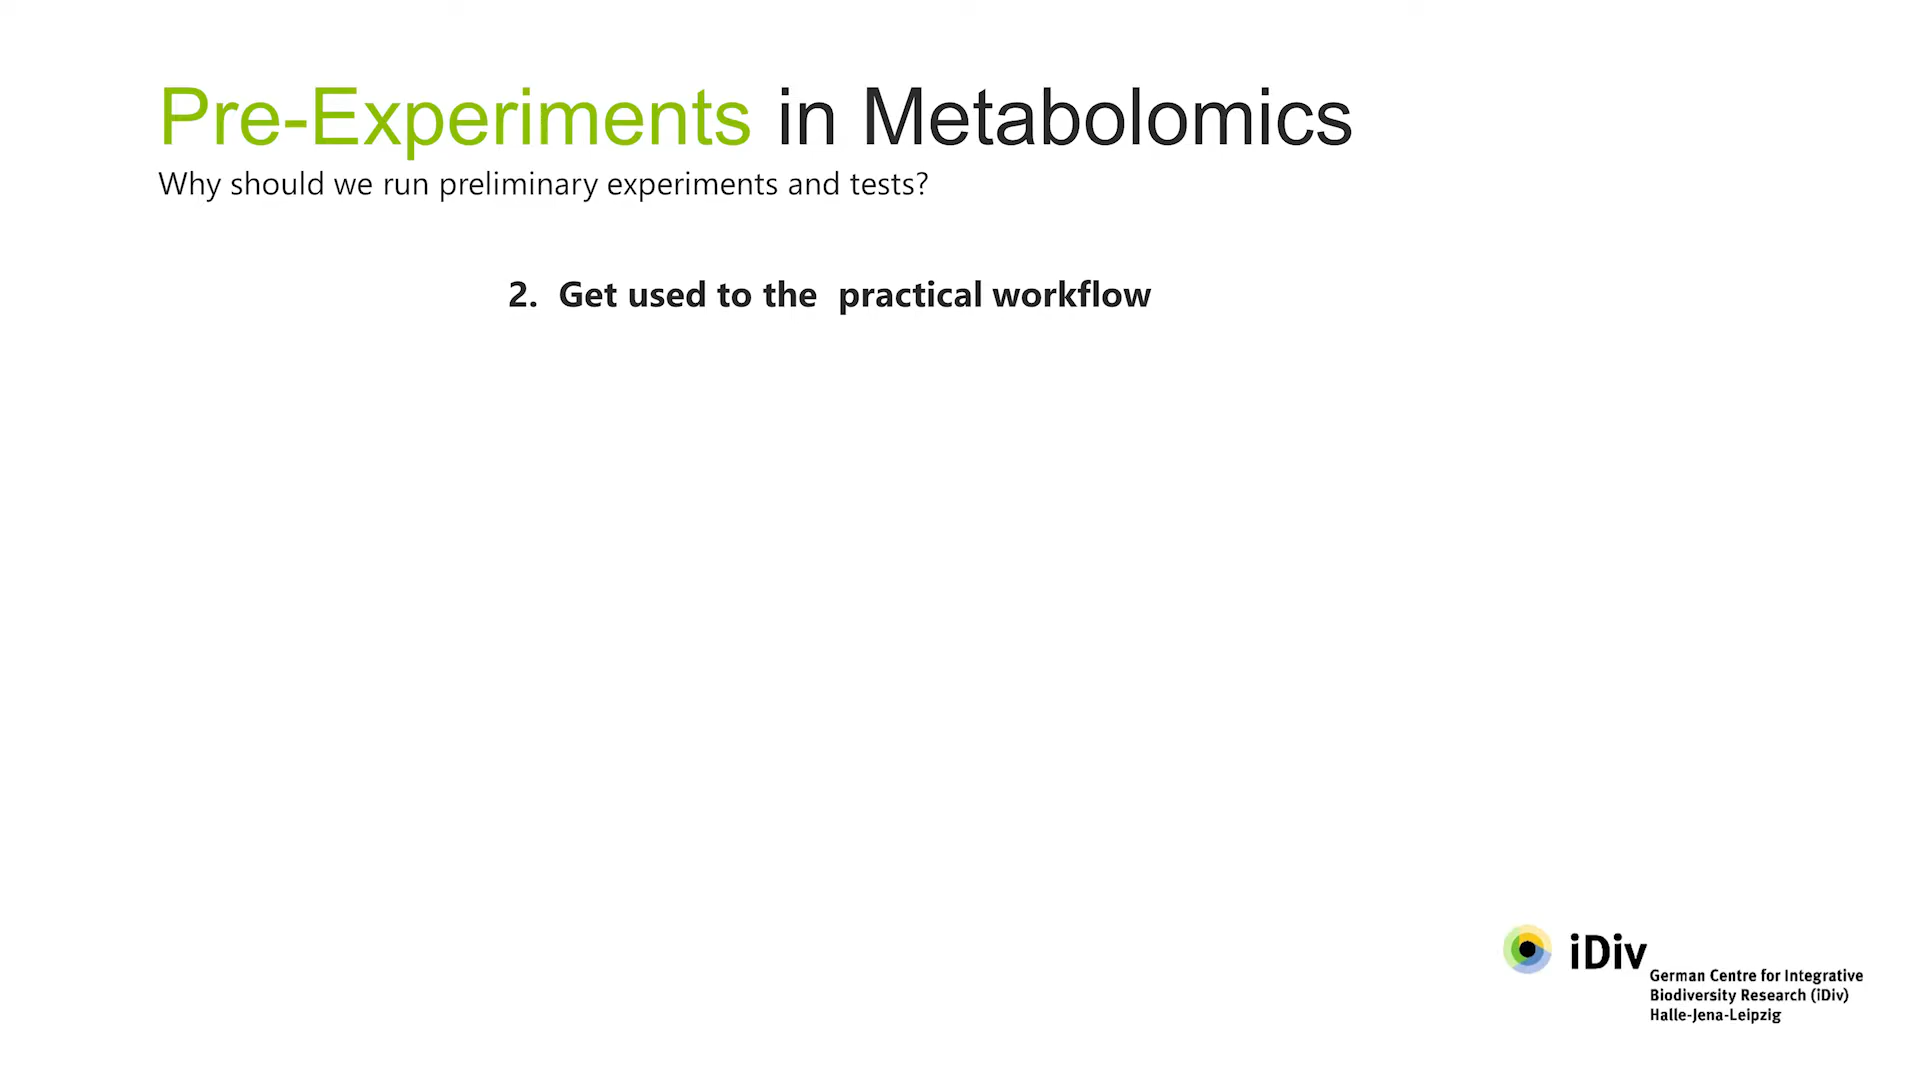 Pre-Experiments in Metabolomics
Why should we run preliminary experiments and tests?
2. Get used to the practical workflow
iDiv
German Centre for Integrative
Biodiversity Research (iDiv)
Halle-Jena-Leipzig